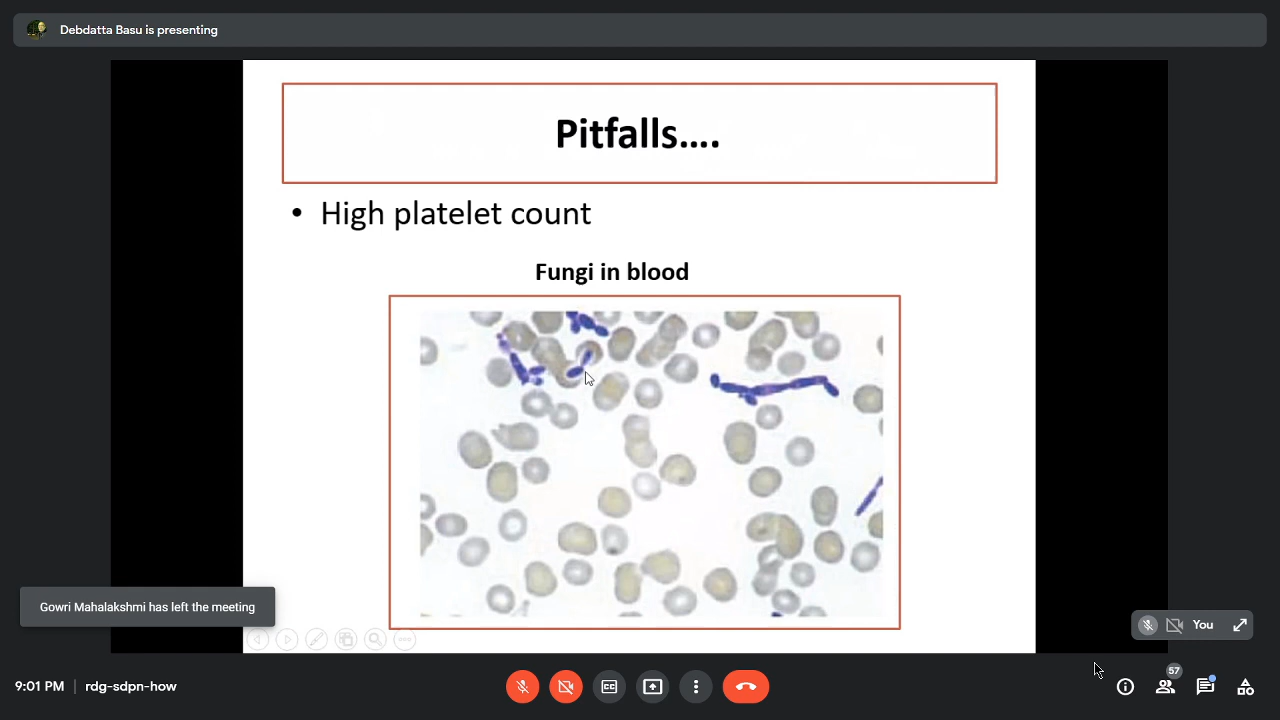 Debdatta Basu is presenting
Pitfalls....
• High platelet count
Fungi in blood
Gowri Mahalakshmi has left the meeting
You
9:01 PM | rdg-sdpn-how
CC
57